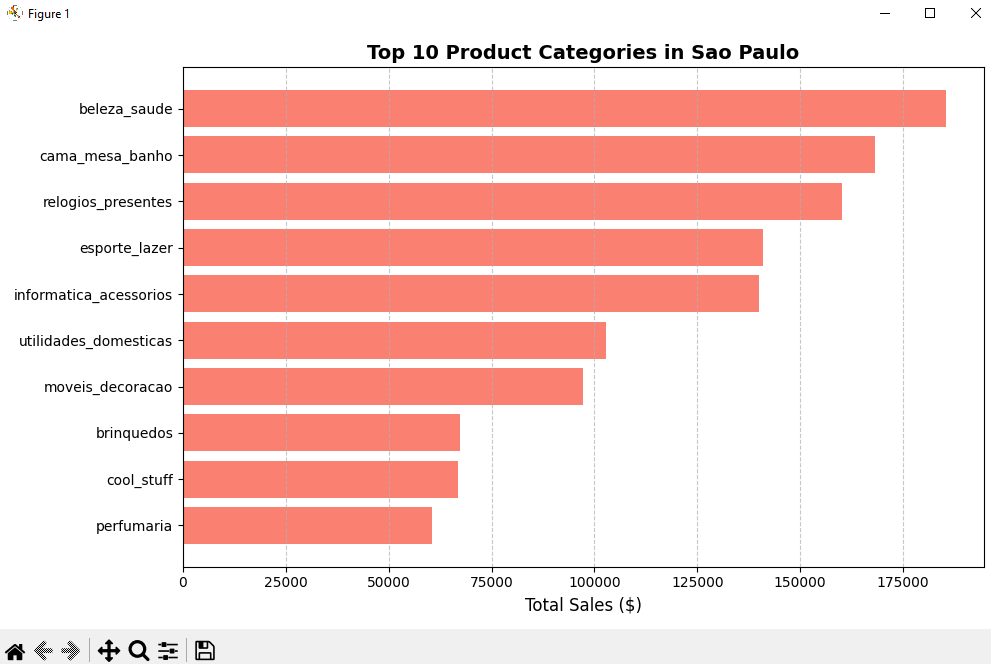 Figure 1
Top 10 Product Categories in Sao Paulo
beleza_saude
cama_mesa_banho
relogios_presentes
esporte_lazer
informatica_acessorios
utilidades_domesticas
moveis_decoracao
brinquedos
cool_stuff
perfumaria
0 25000 50000 75000 100000 125000 150000 175000
Total Sales ($)